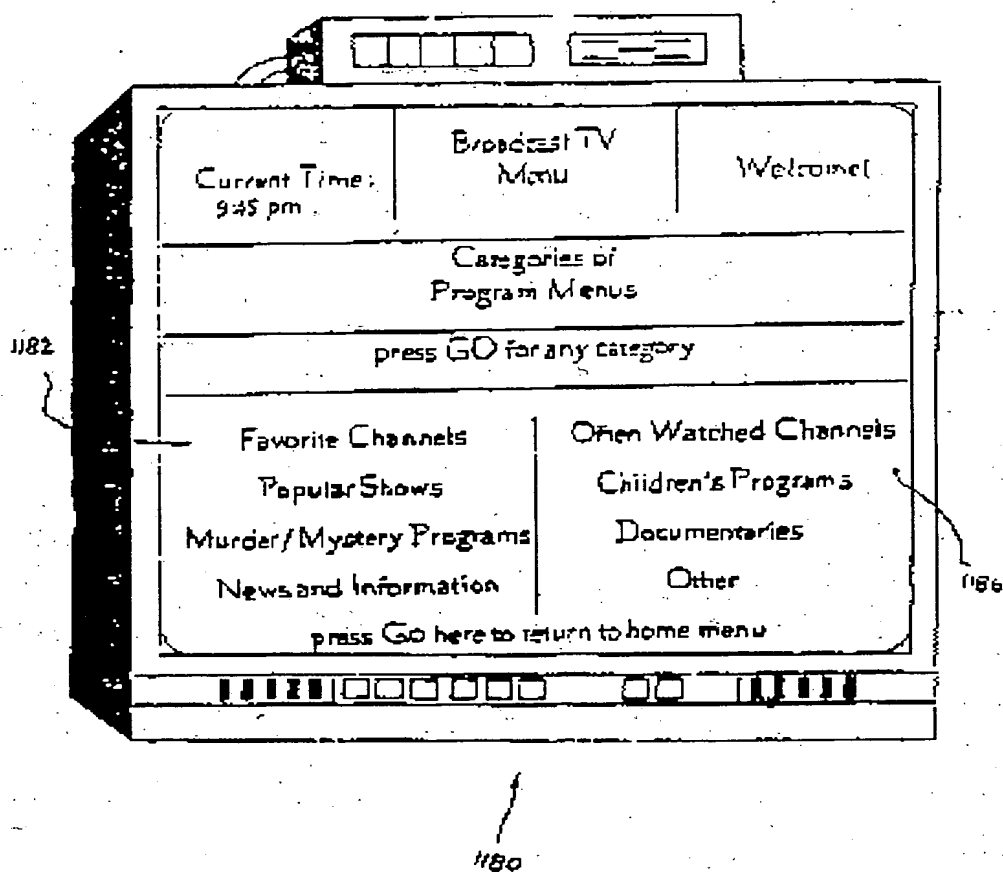 Current Time:
9:45 pm
Broadcast TV
Menu
Welcome!
Categories of
Program Menus
press GO for any category
1182
Favorite Channels
Often Watched Channels
Popular Shows
Children's Programs
Murder/Mystery Programs
Documentaries
News and Information
Other
1186
press GO here to return to home menu
1180